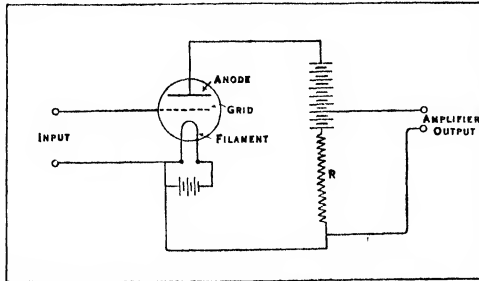 ANODE
GRID
FILAMENT
INPUT
AMPLIFIER
OUTPUT
R